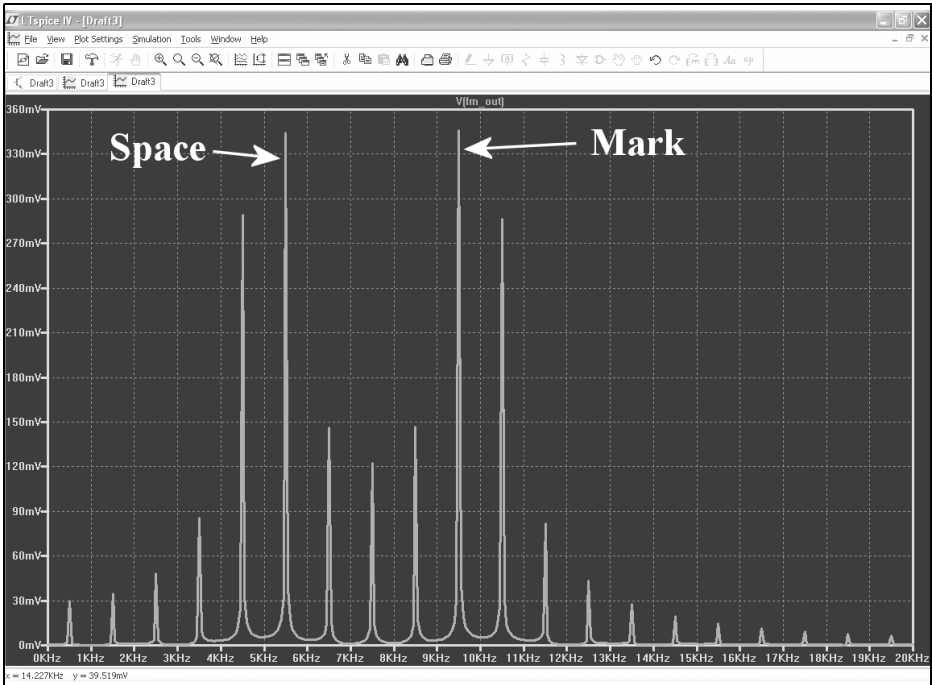 LTspice IV - [Draft3]
File View Plot Settings Simulation Tools Window Help
Draft3 Draft3 Draft3
V(fm_out)
360mV
330mV
300mV
270mV
240mV
210mV
180mV
150mV
120mV
90mV
60mV
30mV
0mV
Space
Mark
0KHz 1KHz 2KHz 3KHz 4KHz 5KHz 6KHz 7KHz 8KHz 9KHz 10KHz 11KHz 12KHz 13KHz 14KHz 15KHz 16KHz 17KHz 18KHz 19KHz 20KHz
x = 14.227KHz y = 39.519mV